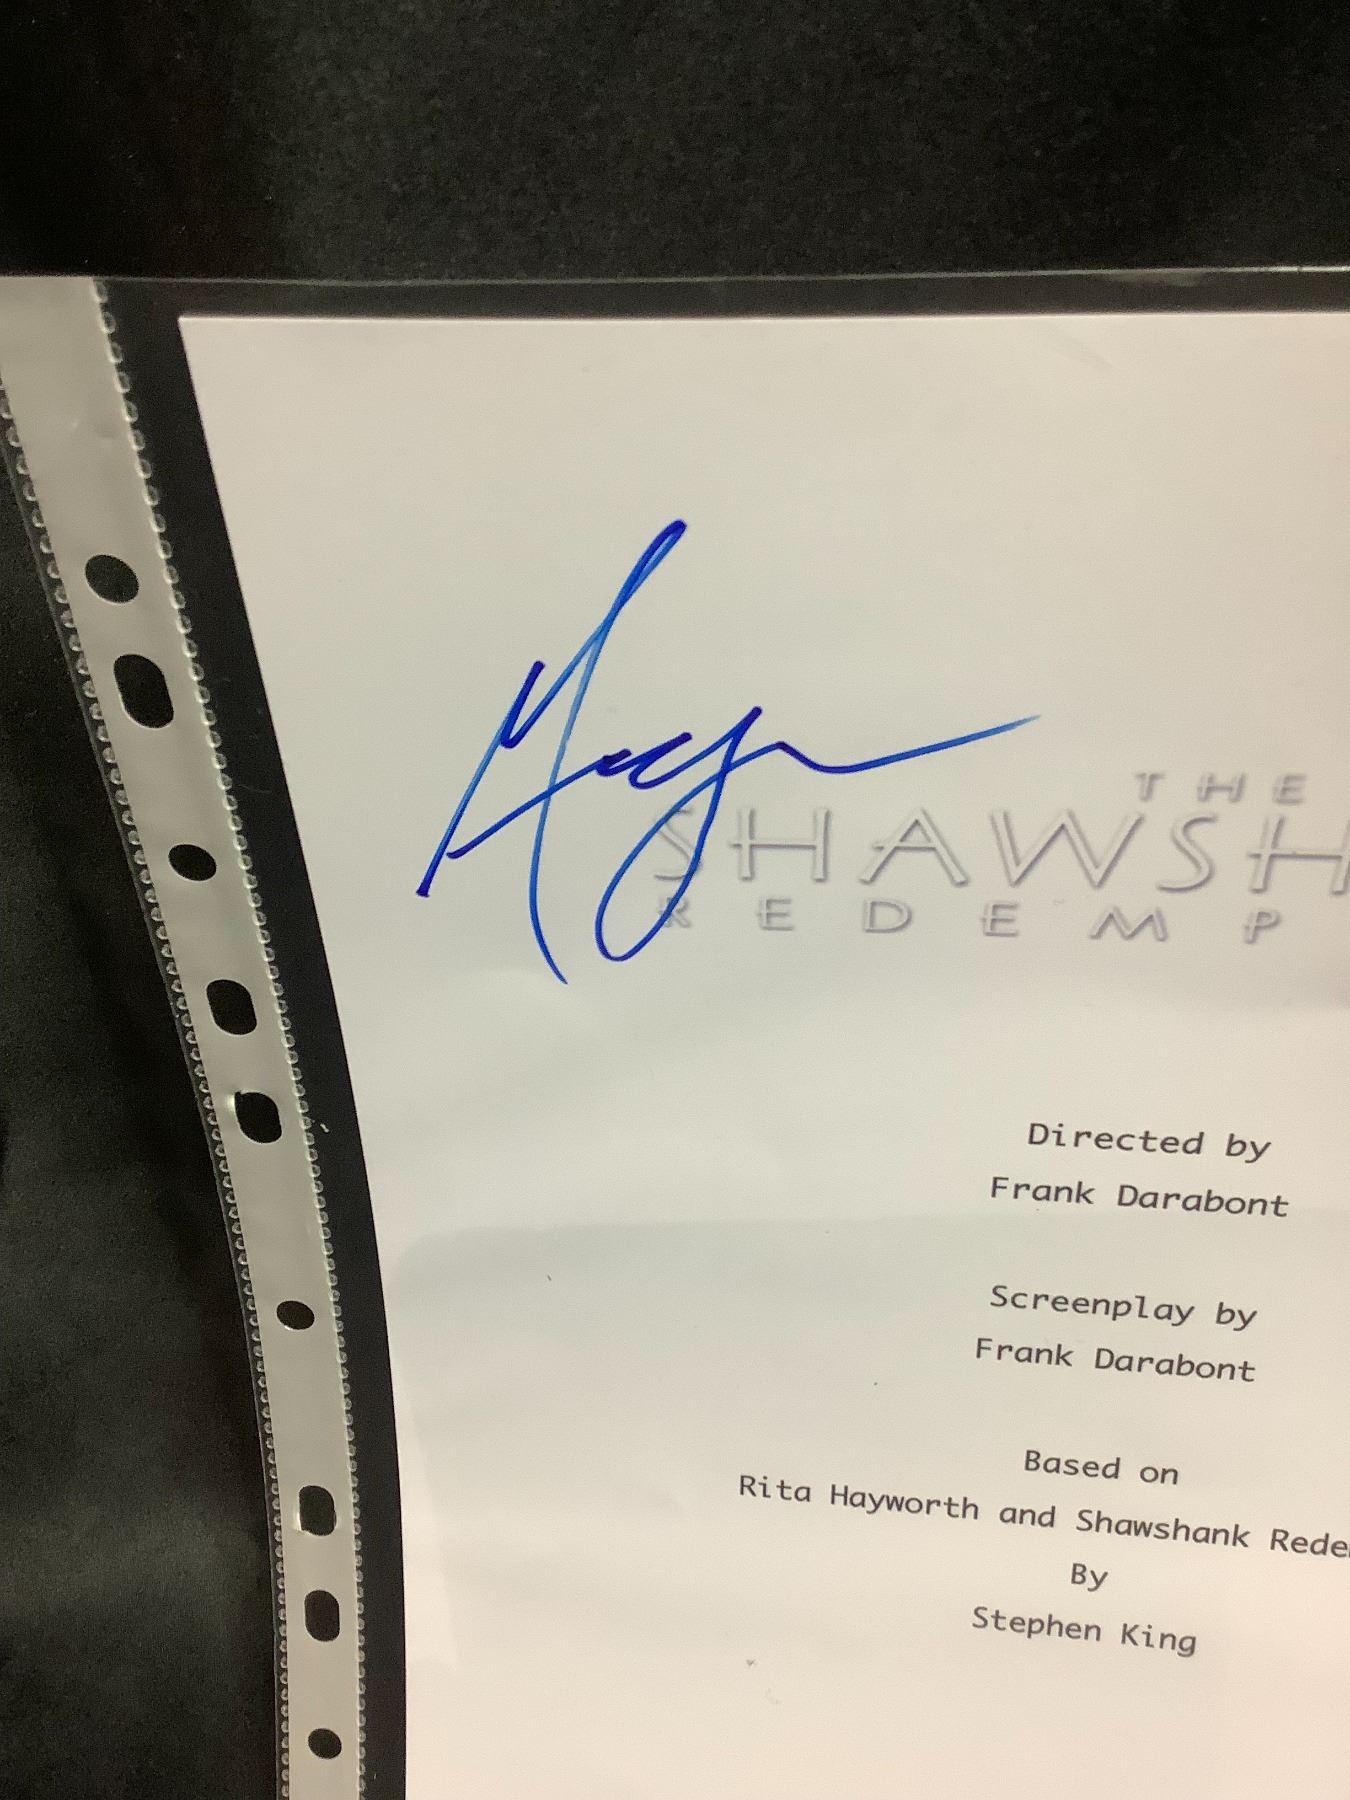 THE
SHAWSH
REDEMP
Directed by
Frank Darabont
Screenplay by
Frank Darabont
Based on
Rita Hayworth and Shawshank Rede
By
Stephen King